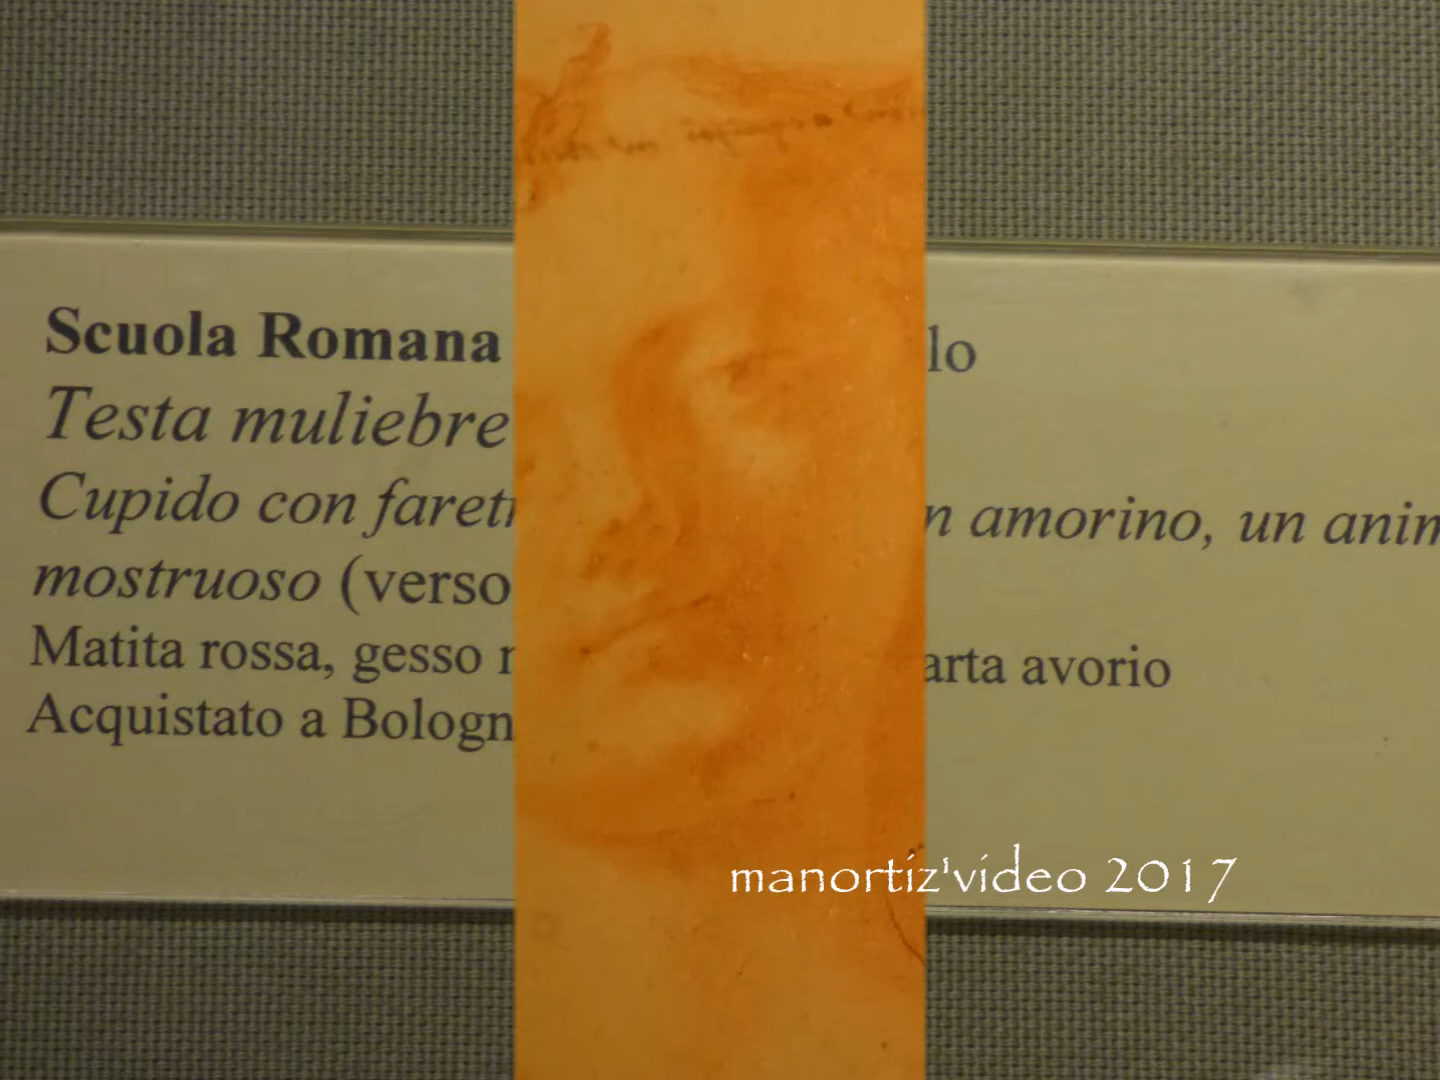 Scuola Romana lo
Testa muliebre
Cupido con faretr n amorino, un anim
mostruoso (verso
Matita rossa, gesso arta avorio
Acquistato a Bologn
manortiz'video 2017